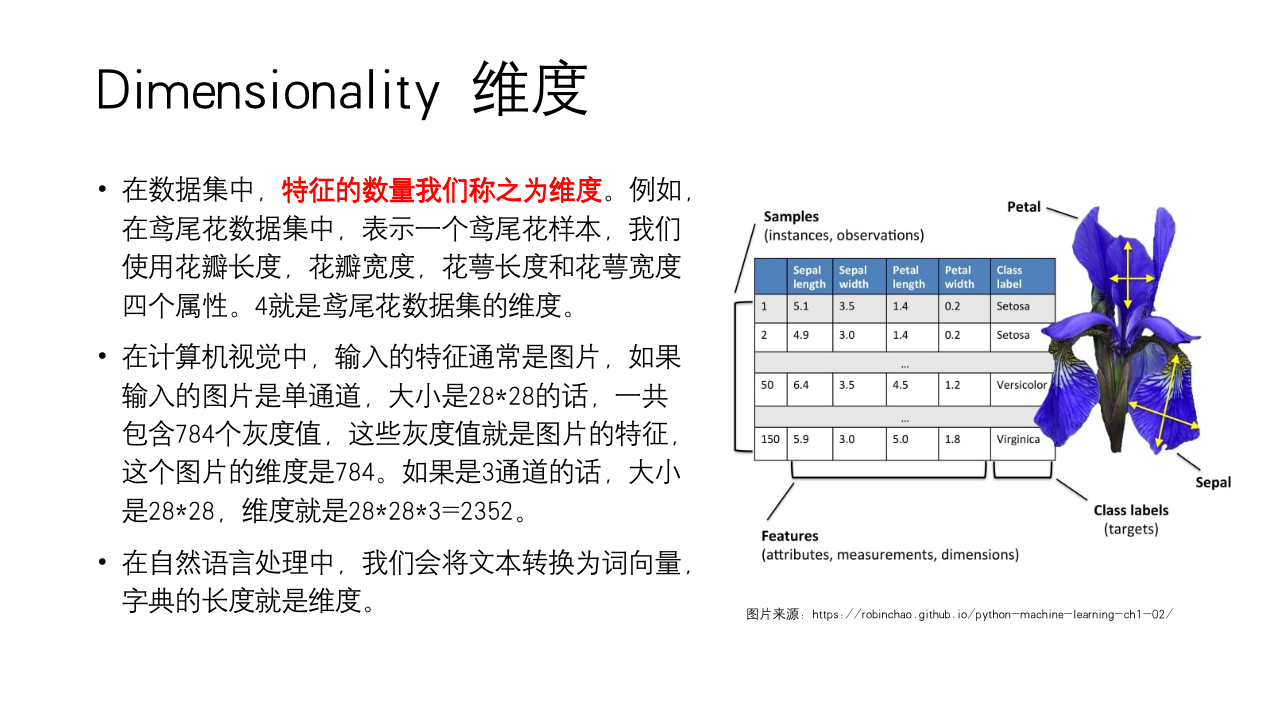 Dimensionality 维度
• 在数据集中，特征的数量我们称之为维度。例如，
在鸢尾花数据集中，表示一个鸢尾花样本，我们
使用花瓣长度，花瓣宽度，花萼长度和花萼宽度
四个属性。4就是鸢尾花数据集的维度。
• 在计算机视觉中，输入的特征通常是图片，如果
输入的图片是单通道，大小是28*28的话，一共
包含784个灰度值，这些灰度值就是图片的特征，
这个图片的维度是784。如果是3通道的话，大小
是28*28，维度就是28*28*3=2352。
• 在自然语言处理中，我们会将文本转换为词向量，
字典的长度就是维度。
Samples
(instances, observations)
Petal
Sepal length Sepal width Petal length Petal width Class label
1 5.1 3.5 1.4 0.2 Setosa
2 4.9 3.0 1.4 0.2 Setosa
...
50 6.4 3.5 4.5 1.2 Versicolor
...
150 5.9 3.0 5.0 1.8 Virginica
Sepal
Class labels
(targets)
Features
(attributes, measurements, dimensions)
图片来源：https://robinchao.github.io/python-machine-learning-ch1-02/